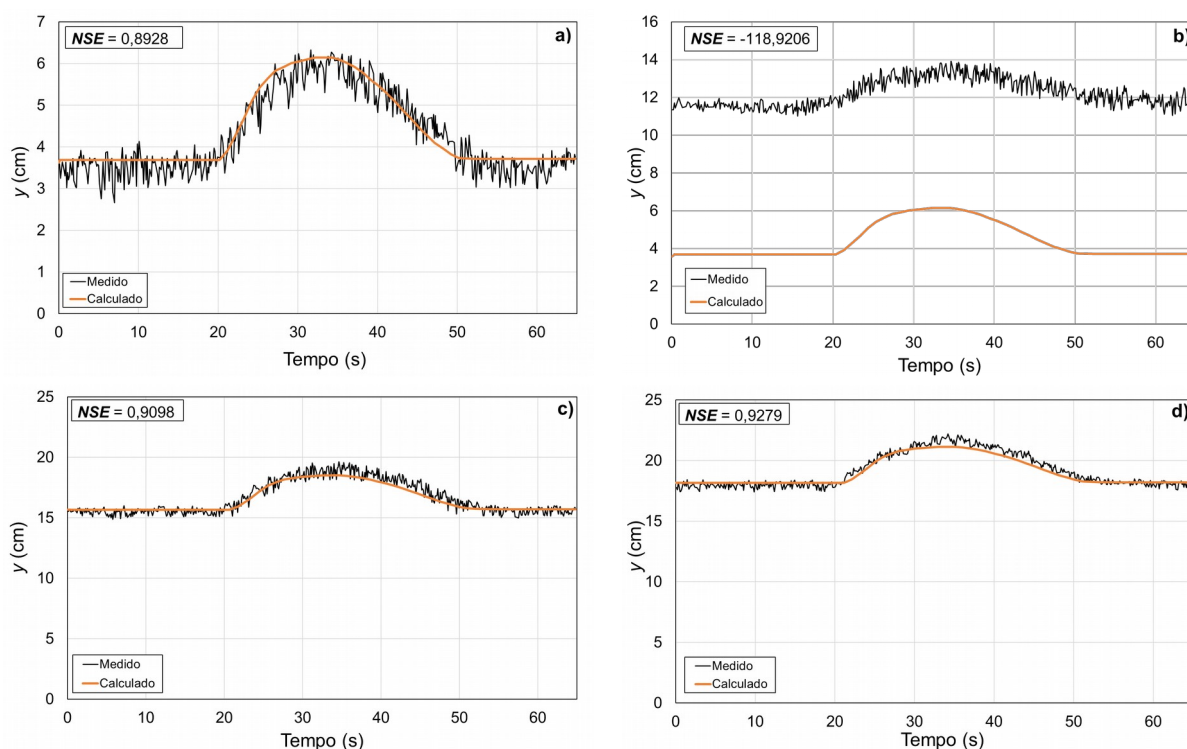 NSE = 0,8928
a)
7
6
5
4
3
2
1
0
y (cm)
Medido
Calculado
0 10 20 30 40 50 60
Tempo (s)
NSE = -118,9206
b)
16
14
12
10
8
6
4
2
0
y (cm)
Medido
Calculado
0 10 20 30 40 50 60
Tempo (s)
NSE = 0,9098
c)
25
20
15
10
5
0
y (cm)
Medido
Calculado
0 10 20 30 40 50 60
Tempo (s)
NSE = 0,9279
d)
25
20
15
10
5
0
y (cm)
Medido
Calculado
0 10 20 30 40 50 60
Tempo (s)